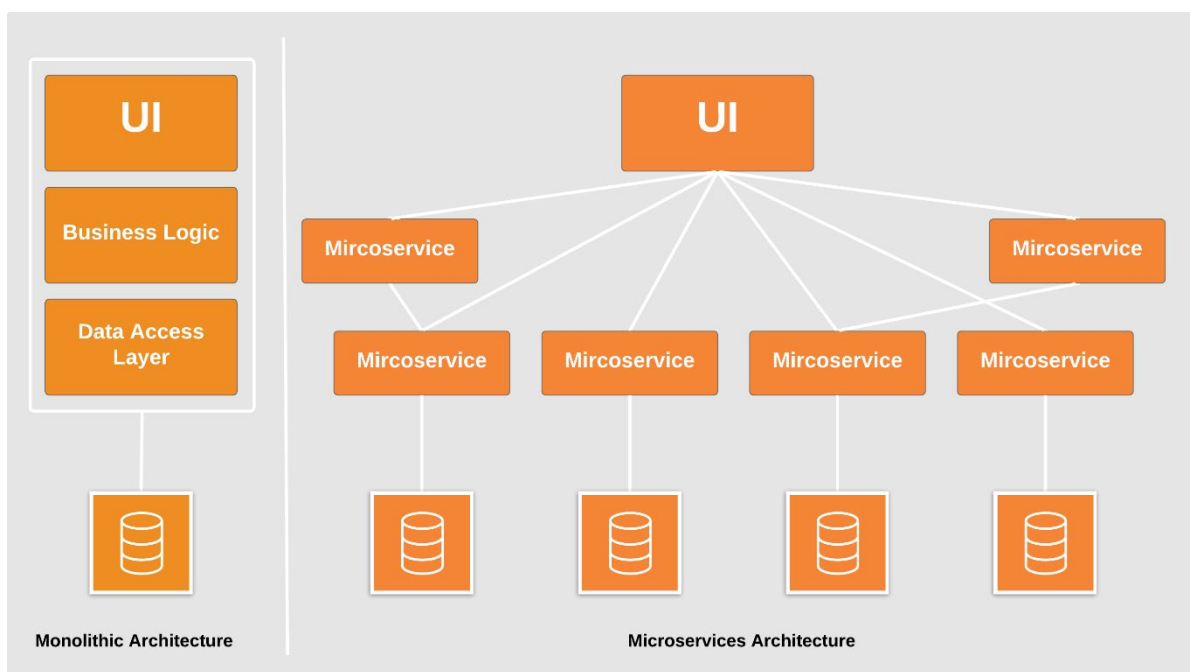 UI
Business Logic
Data Access
Layer
Monolithic Architecture
UI
Mircoservice
Mircoservice
Mircoservice
Mircoservice
Mircoservice
Mircoservice
Microservices Architecture